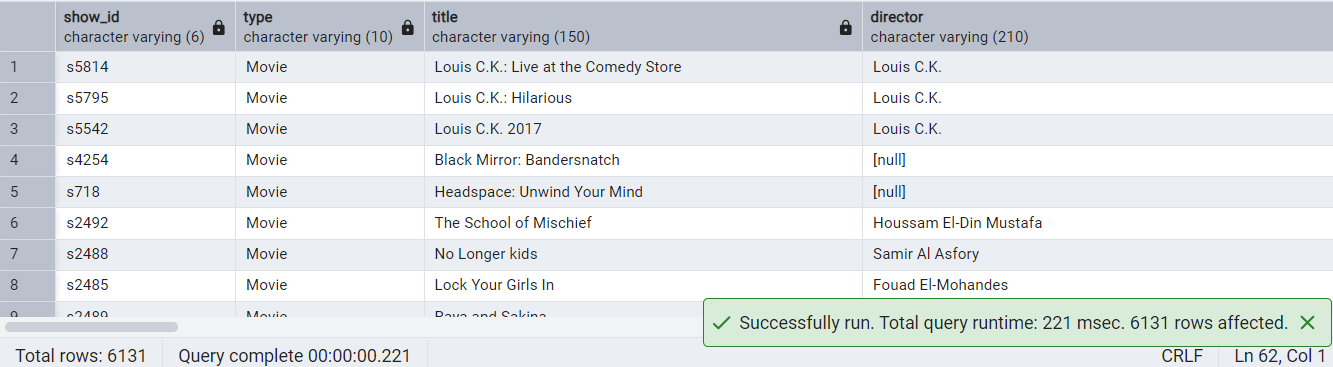 show_id type title director
character varying (6) character varying (10) character varying (150) character varying (210)
1 s5814 Movie Louis C.K.: Live at the Comedy Store Louis C.K.
2 s5795 Movie Louis C.K.: Hilarious Louis C.K.
3 s5542 Movie Louis C.K. 2017 Louis C.K.
4 s4254 Movie Black Mirror: Bandersnatch [null]
5 s718 Movie Headspace: Unwind Your Mind [null]
6 s2492 Movie The School of Mischief Houssam El-Din Mustafa
7 s2488 Movie No Longer kids Samir Al Asfory
8 s2485 Movie Lock Your Girls In Fouad El-Mohandes
9 s2489 Movie Raya and Sakina
Successfully run. Total query runtime: 221 msec. 6131 rows affected.
Total rows: 6131 Query complete 00:00:00.221 CRLF Ln 62, Col 1